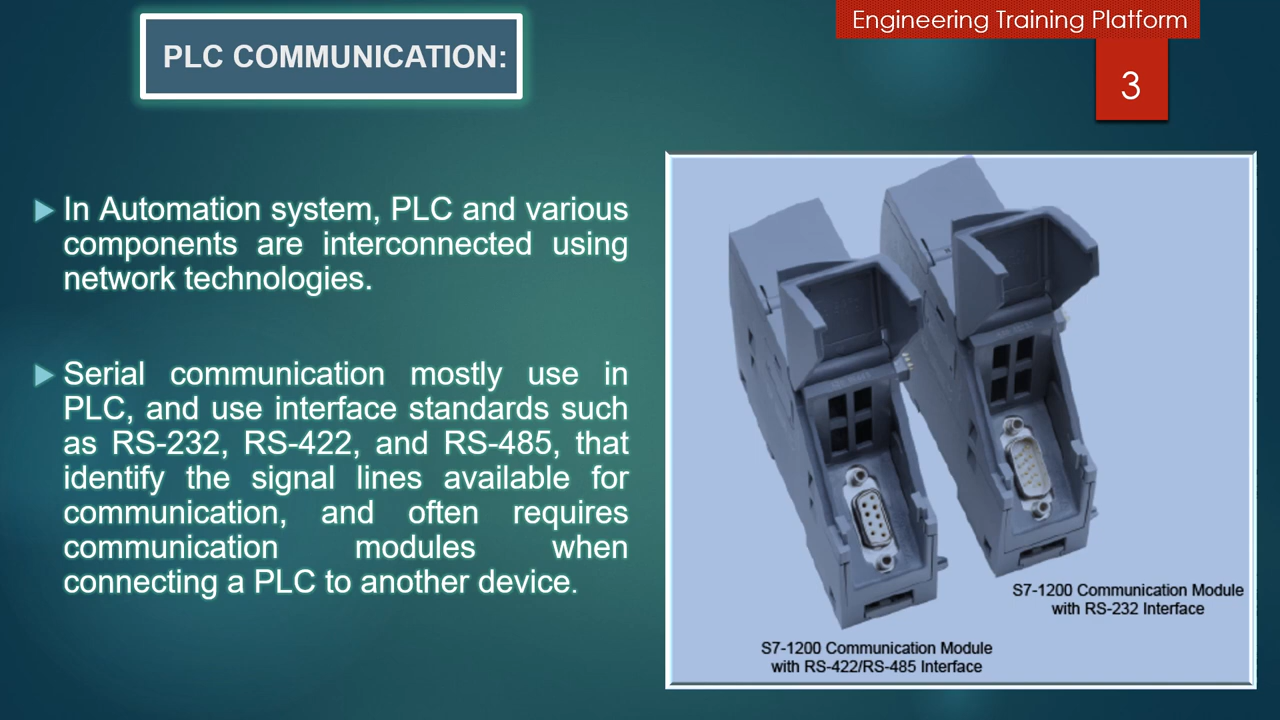 Engineering Training Platform
3
PLC COMMUNICATION:
In Automation system, PLC and various
components are interconnected using
network technologies.
Serial communication mostly use in
PLC, and use interface standards such
as RS-232, RS-422, and RS-485, that
identify the signal lines available for
communication, and often requires
communication modules when
connecting a PLC to another device.
S7-1200 Communication Module
with RS-232 Interface
S7-1200 Communication Module
with RS-422/RS-485 Interface